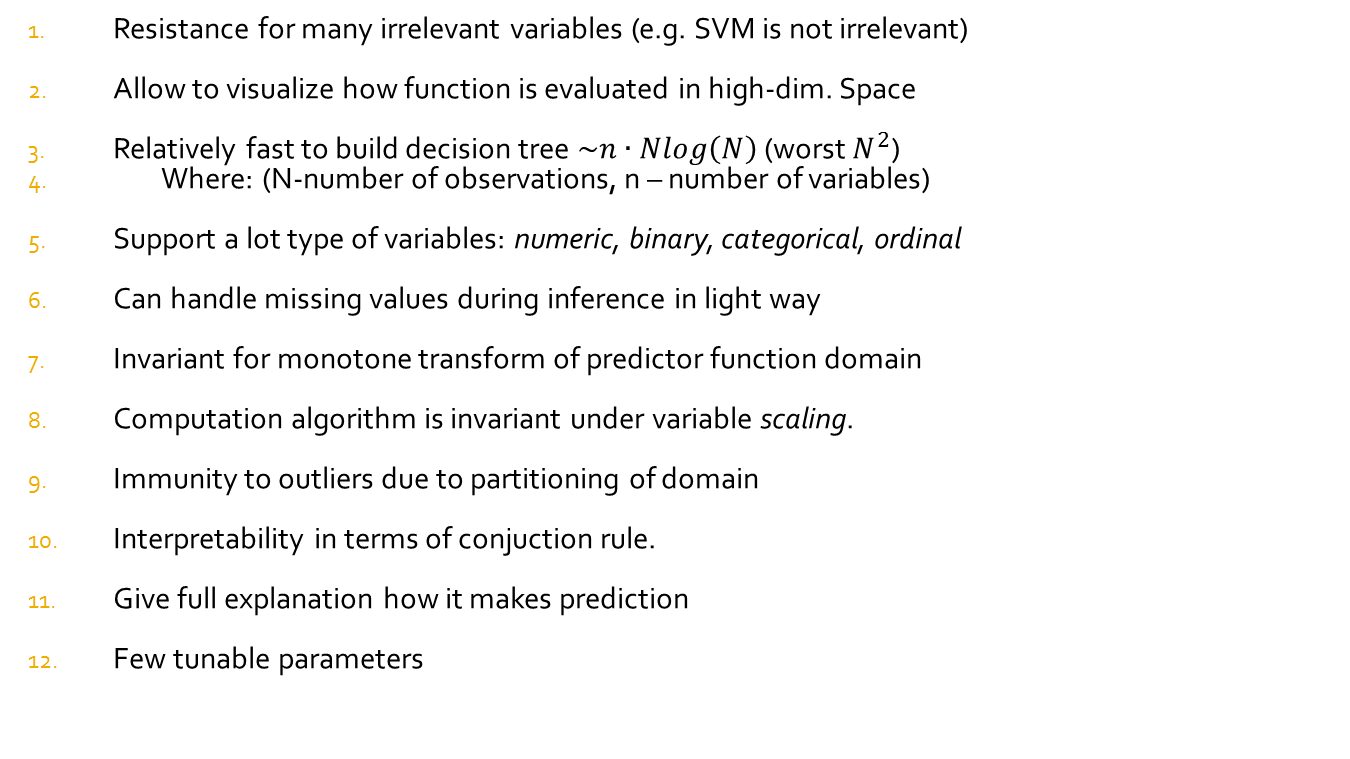 1. Resistance for many irrelevant variables (e.g. SVM is not irrelevant)
2. Allow to visualize how function is evaluated in high-dim. Space
3. Relatively fast to build decision tree ~n · Nlog(N) (worst N²)
4. Where: (N-number of observations, n – number of variables)
5. Support a lot type of variables: numeric, binary, categorical, ordinal
6. Can handle missing values during inference in light way
7. Invariant for monotone transform of predictor function domain
8. Computation algorithm is invariant under variable scaling.
9. Immunity to outliers due to partitioning of domain
10. Interpretability in terms of conjuction rule.
11. Give full explanation how it makes prediction
12. Few tunable parameters